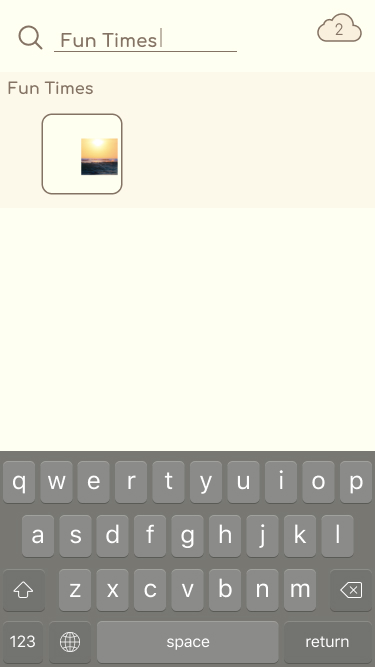 Fun Times
2
Fun Times
q w e r t y u i o p
a s d f g h j k l
z x c v b n m
123 space return